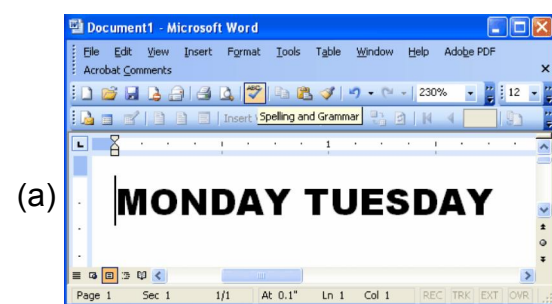 Document1 - Microsoft Word
File Edit View Insert Format Tools Table Window Help Adobe PDF
Acrobat Comments
230% 12
Insert Spelling and Grammar
1
(a) MONDAY TUESDAY
Page 1 Sec 1 1/1 At 0.1" Ln 1 Col 1 REC TRK EXT OVR